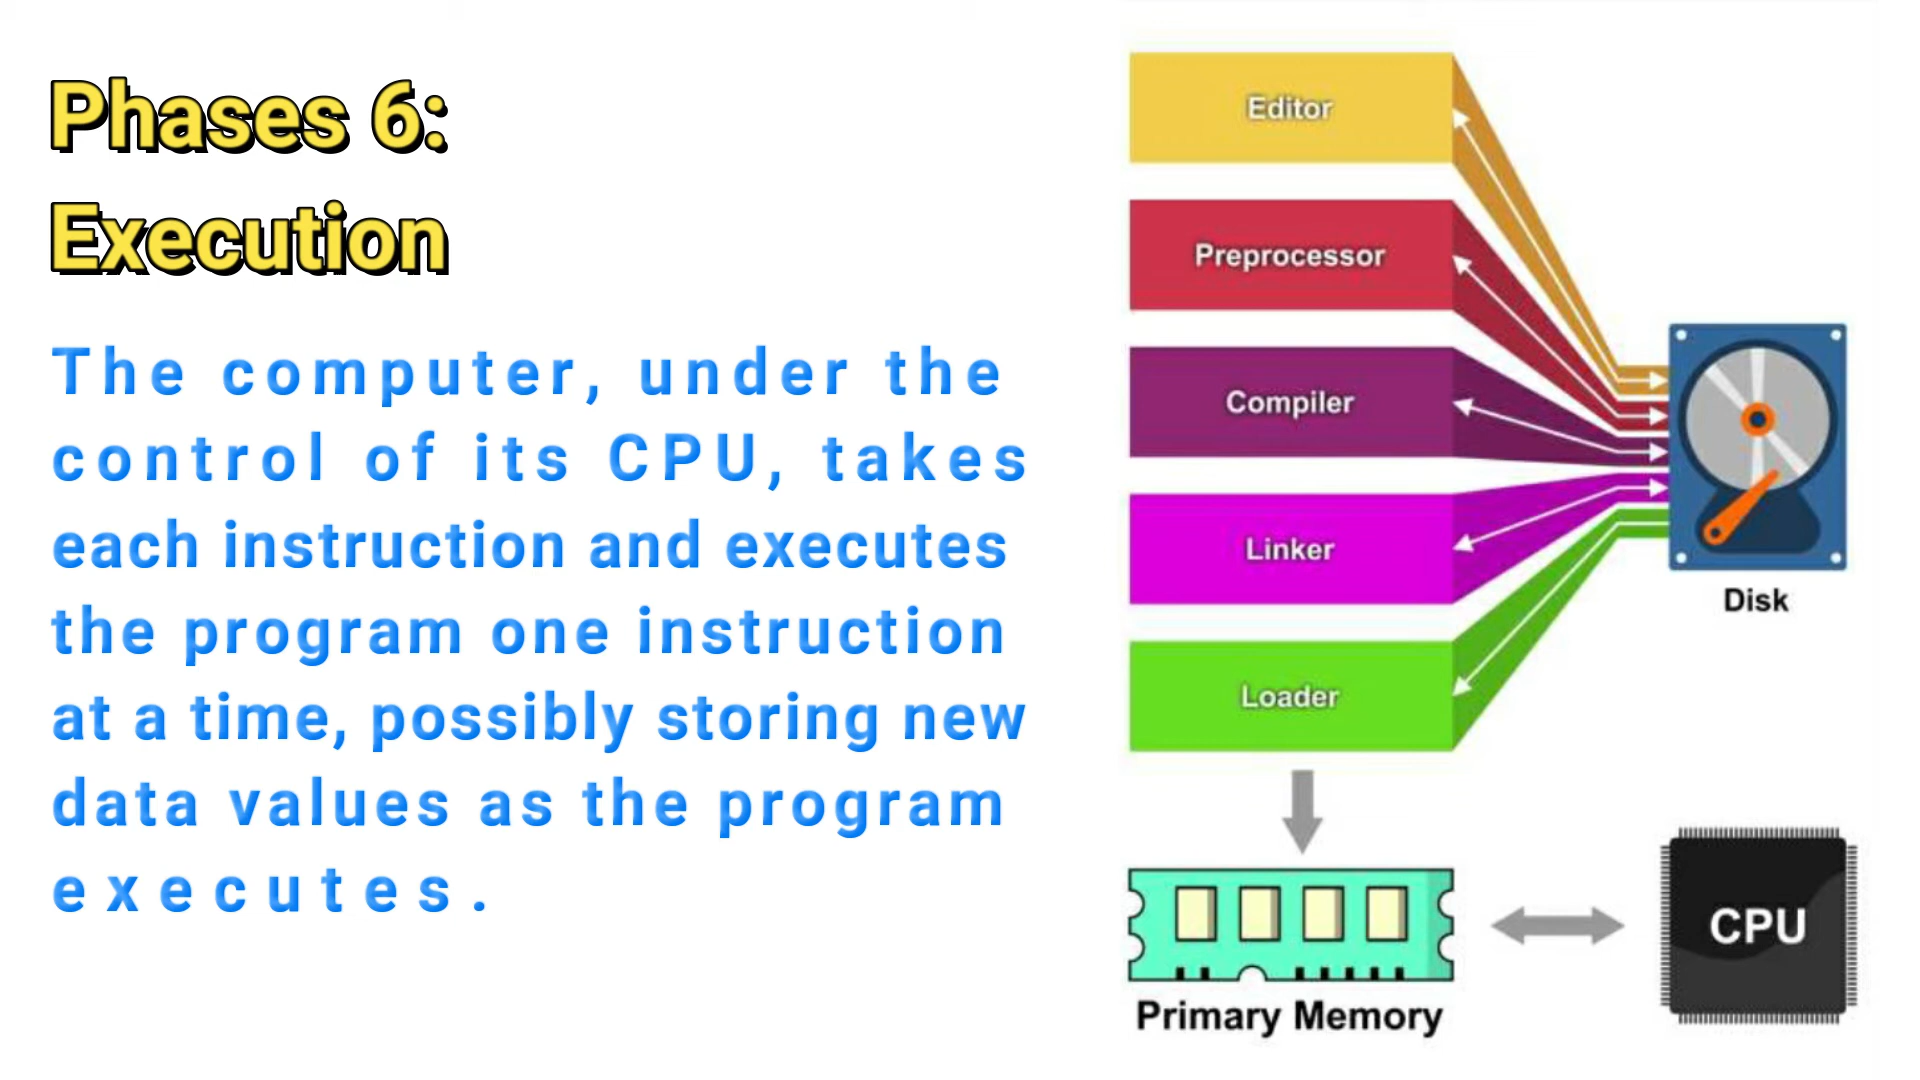 Phases 6:
Execution
The computer, under the
control of its CPU, takes
each instruction and executes
the program one instruction
at a time, possibly storing new
data values as the program
executes.
Editor
Preprocessor
Compiler
Linker
Loader
Disk
Primary Memory
CPU